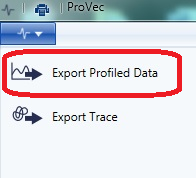 ProVec
Export Profiled Data
Export Trace